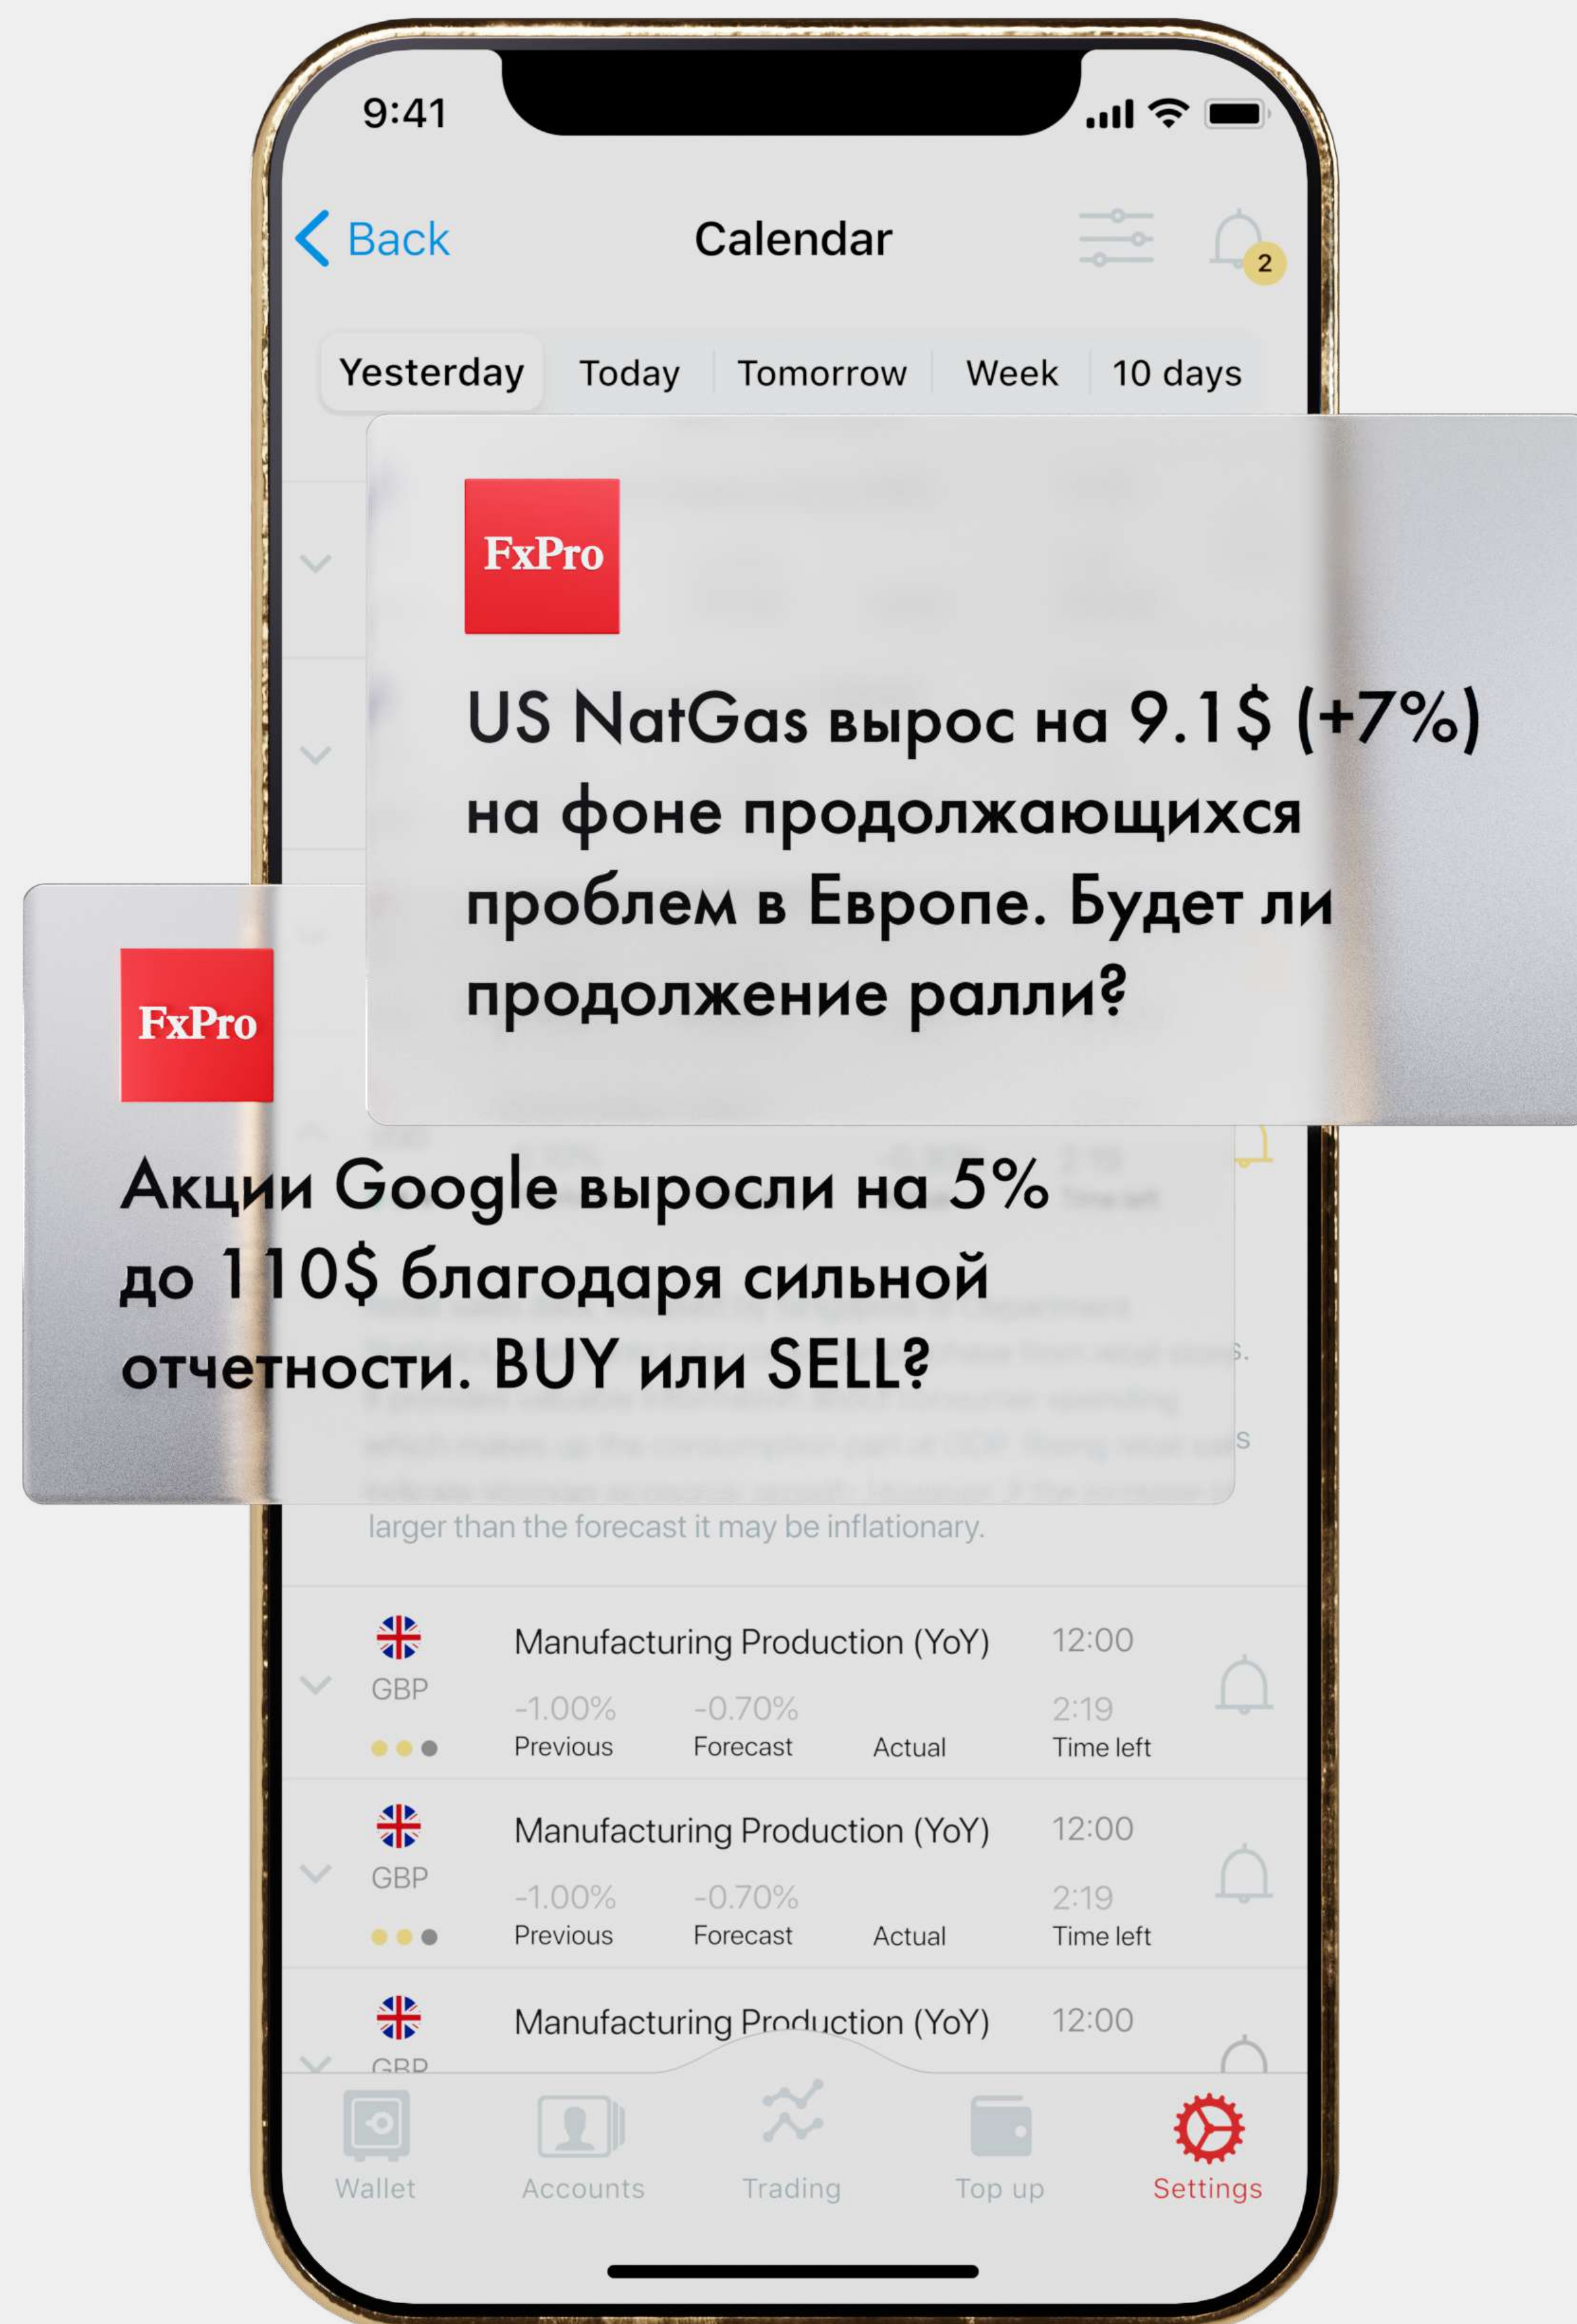 9:41
Back
Calendar
2
Yesterday
Today
Tomorrow
Week
10 days
FxPro
US NatGas вырос на 9.1$ (+7%)
на фоне продолжающихся
проблем в Европе. Будет ли
продолжение ралли?
FxPro
Акции Google выросли на 5%
до 110$ благодаря сильной
отчетности. BUY или SELL?
larger than the forecast it may be inflationary.
Manufacturing Production (YoY) 12:00
GBP
-1.00% -0.70% 2:19
Previous Forecast Actual Time left
Manufacturing Production (YoY) 12:00
GBP
-1.00% -0.70% 2:19
Previous Forecast Actual Time left
Manufacturing Production (YoY) 12:00
GBP
Wallet
Accounts
Trading
Top up
Settings